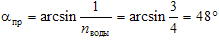 α_пр = arcsin 1/n_воды = arcsin 3/4 = 48°